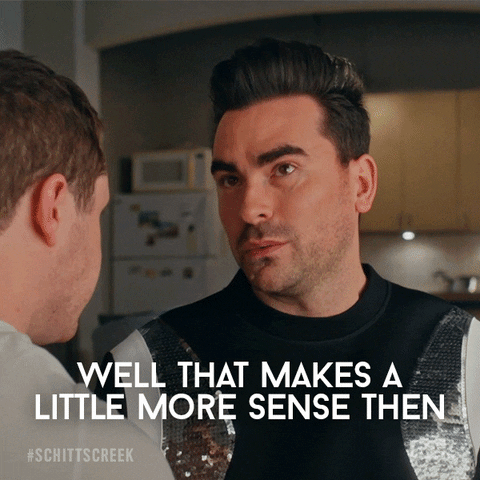 WELL THAT MAKES A
LITTLE MORE SENSE THEN
#SCHITTSCREEK